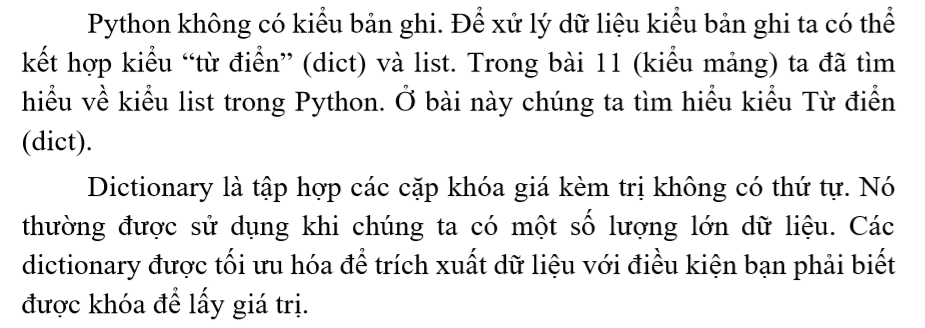 Python không có kiểu bản ghi. Để xử lý dữ liệu kiểu bản ghi ta có thể
kết hợp kiểu “từ điển” (dict) và list. Trong bài 11 (kiểu mảng) ta đã tìm
hiểu về kiểu list trong Python. Ở bài này chúng ta tìm hiểu kiểu Từ điển
(dict).
Dictionary là tập hợp các cặp khóa giá kèm trị không có thứ tự. Nó
thường được sử dụng khi chúng ta có một số lượng lớn dữ liệu. Các
dictionary được tối ưu hóa để trích xuất dữ liệu với điều kiện bạn phải biết
được khóa để lấy giá trị.